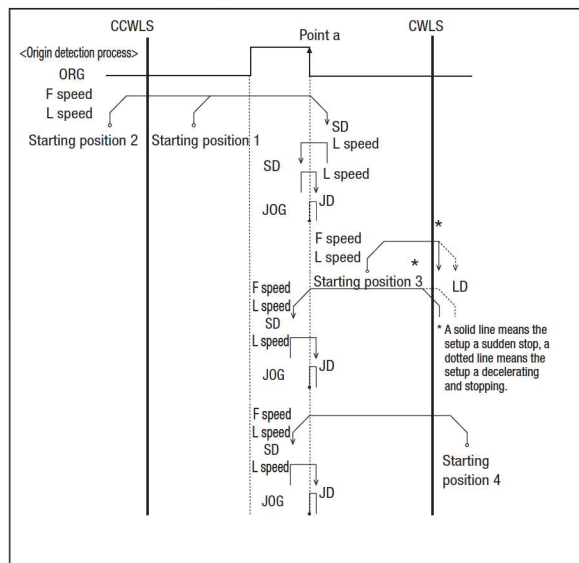 CCWLS
CWLS
Point a
<Origin detection process>
ORG
F speed
L speed
Starting position 2
Starting position 1
SD
L speed
SD
L speed
JOG
JD
*
F speed
L speed
*
Starting position 3
LD
F speed
L speed
SD
L speed
JOG
JD
* A solid line means the
setup a sudden stop, a
dotted line means the
setup a decelerating
and stopping.
F speed
L speed
SD
L speed
JOG
JD
Starting
position 4